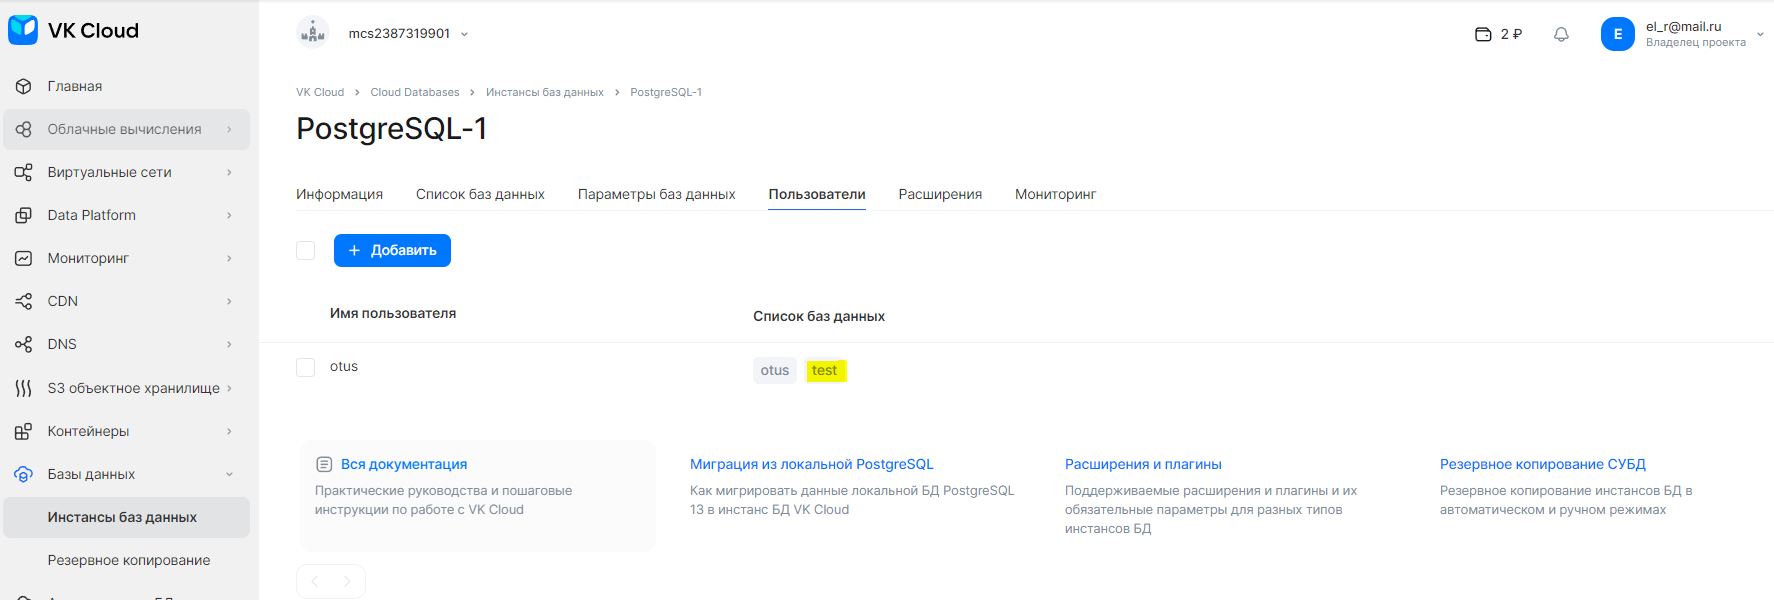 VK Cloud
mcs2387319901
2 ₽
E
el_r@mail.ru
Владелец проекта
Главная
Облачные вычисления
Виртуальные сети
Data Platform
Мониторинг
CDN
DNS
S3 объектное хранилище
Контейнеры
Базы данных
Инстансы баз данных
Резервное копирование
VK Cloud > Cloud Databases > Инстансы баз данных > PostgreSQL-1
PostgreSQL-1
Информация Список баз данных Параметры баз данных Пользователи Расширения Мониторинг
+ Добавить
Имя пользователя Список баз данных
otus otus test
Вся документация
Практические руководства и пошаговые
инструкции по работе с VK Cloud
Миграция из локальной PostgreSQL
Как мигрировать данные локальной БД PostgreSQL
13 в инстанс БД VK Cloud
Расширения и плагины
Поддерживаемые расширения и плагины и их
обязательные параметры для разных типов
инстансов БД
Резервное копирование СУБД
Резервное копирование инстансов БД в
автоматическом и ручном режимах